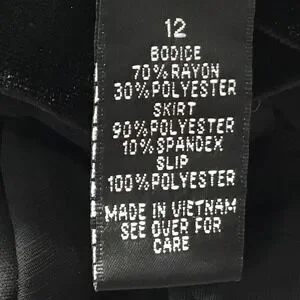 12
BODICE
70% RAYON
30% POLYESTER
SKIRT
90% POLYESTER
10% SPANDEX
SLIP
100% POLYESTER
MADE IN VIETNAM
SEE OVER FOR
CARE